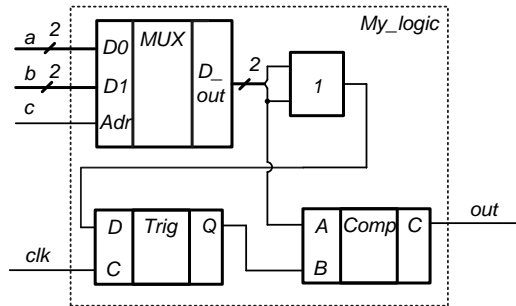 My_logic
a 2
b 2
c
D0 MUX
D1
Adr
D_
out
2
1
D Trig Q
C
clk
A Comp C
B
out